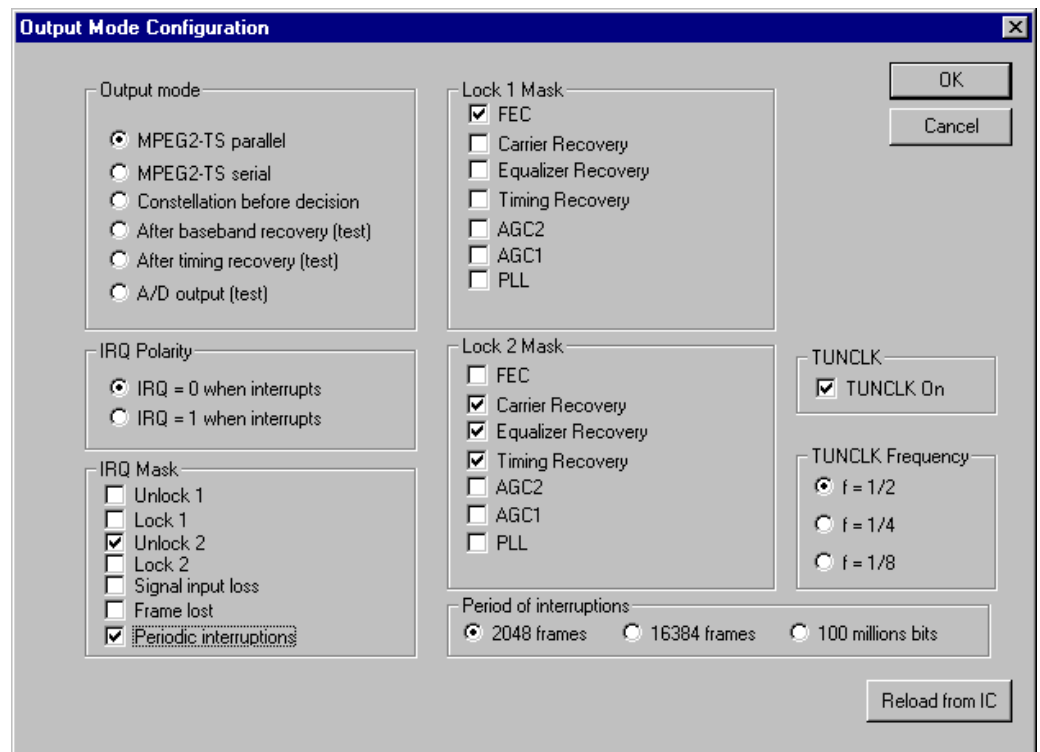 Output Mode Configuration
Output mode
MPEG2-TS parallel
MPEG2-TS serial
Constellation before decision
After baseband recovery (test)
After timing recovery (test)
A/D output (test)
Lock 1 Mask
FEC
Carrier Recovery
Equalizer Recovery
Timing Recovery
AGC2
AGC1
PLL
OK
Cancel
IRQ Polarity
IRQ = 0 when interrupts
IRQ = 1 when interrupts
Lock 2 Mask
FEC
Carrier Recovery
Equalizer Recovery
Timing Recovery
AGC2
AGC1
PLL
TUNCLK
TUNCLK On
IRQ Mask
Unlock 1
Lock 1
Unlock 2
Lock 2
Signal input loss
Frame lost
Periodic interruptions
TUNCLK Frequency
f = 1/2
f = 1/4
f = 1/8
Period of interruptions
2048 frames
16384 frames
100 millions bits
Reload from IC